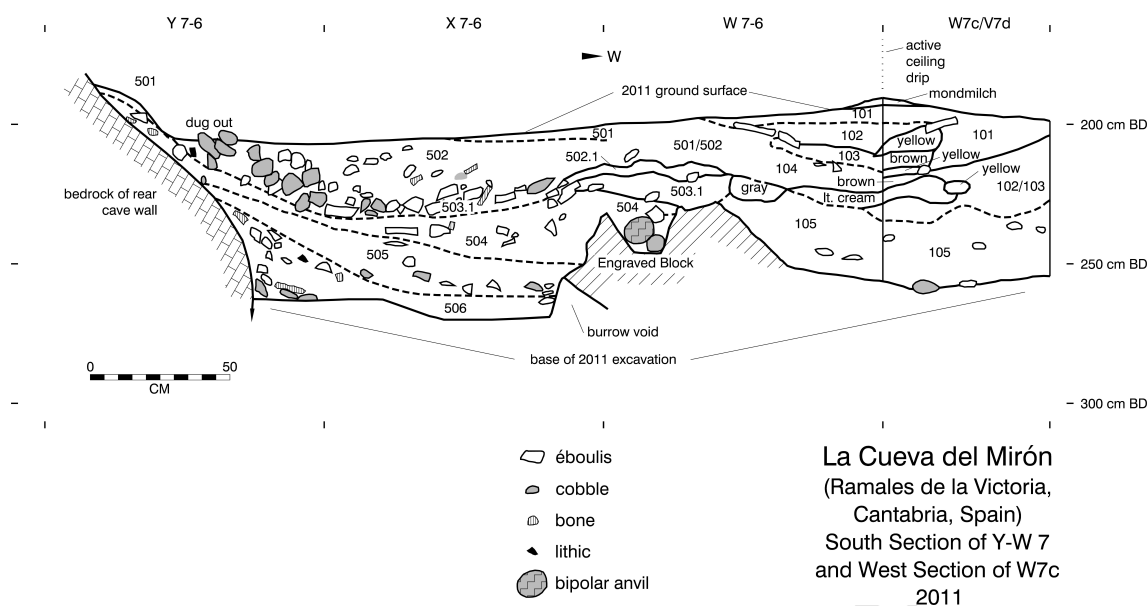 Y 7-6
X 7-6
W 7-6
W7c/V7d
W
active
ceiling
drip
mondmilch
2011 ground surface
501
dug out
bedrock of rear
cave wall
502
501
502.1
501/502
101
102
103
104
101
yellow
brown
yellow
brown
yellow
102/103
lt. cream
gray
503.1
503.1
504
504
505
506
105
105
Engraved Block
burrow void
base of 2011 excavation
200 cm BD
250 cm BD
300 cm BD
0 50
CM
éboulis
cobble
bone
lithic
bipolar anvil
La Cueva del Mirón
(Ramales de la Victoria,
Cantabria, Spain)
South Section of Y-W 7
and West Section of W7c
2011